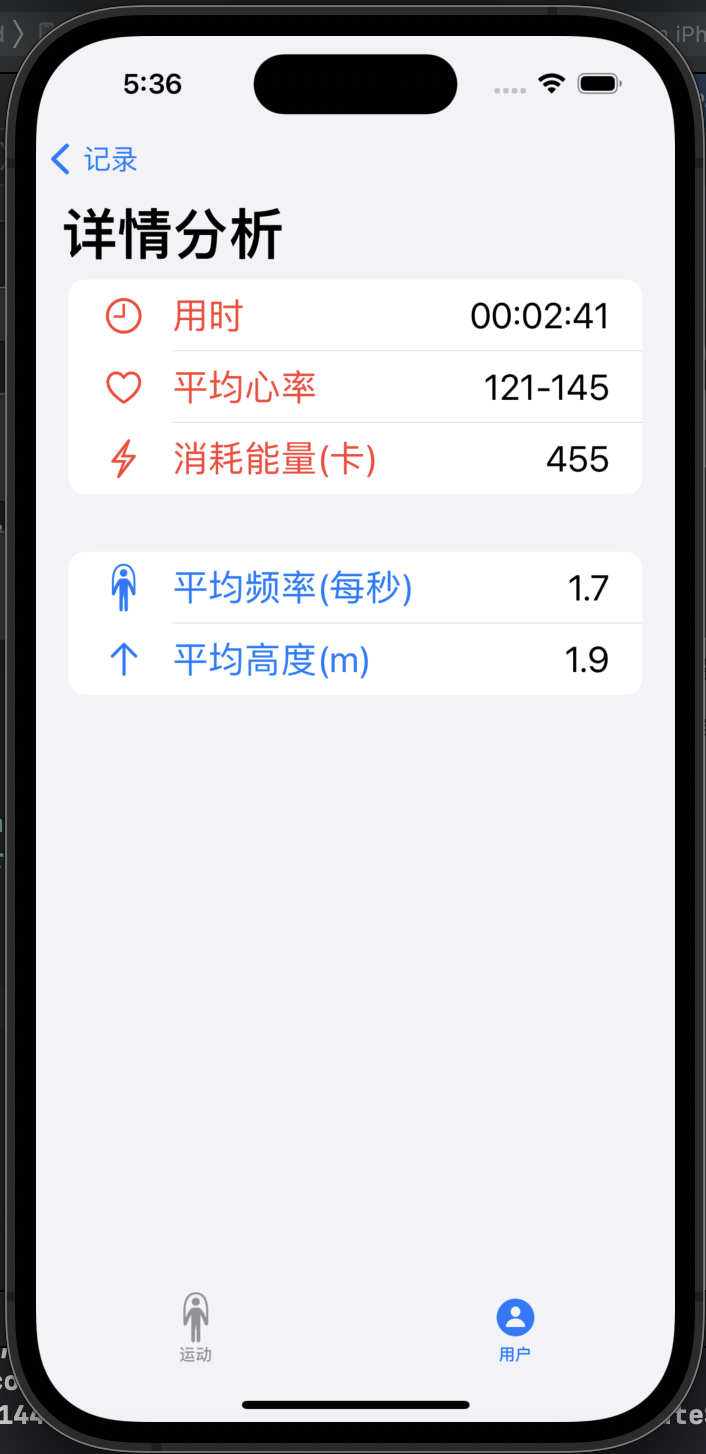 5:36
记录
详情分析
用时 00:02:41
平均心率 121-145
消耗能量(卡) 455
平均频率(每秒) 1.7
平均高度(m) 1.9
运动 用户
144